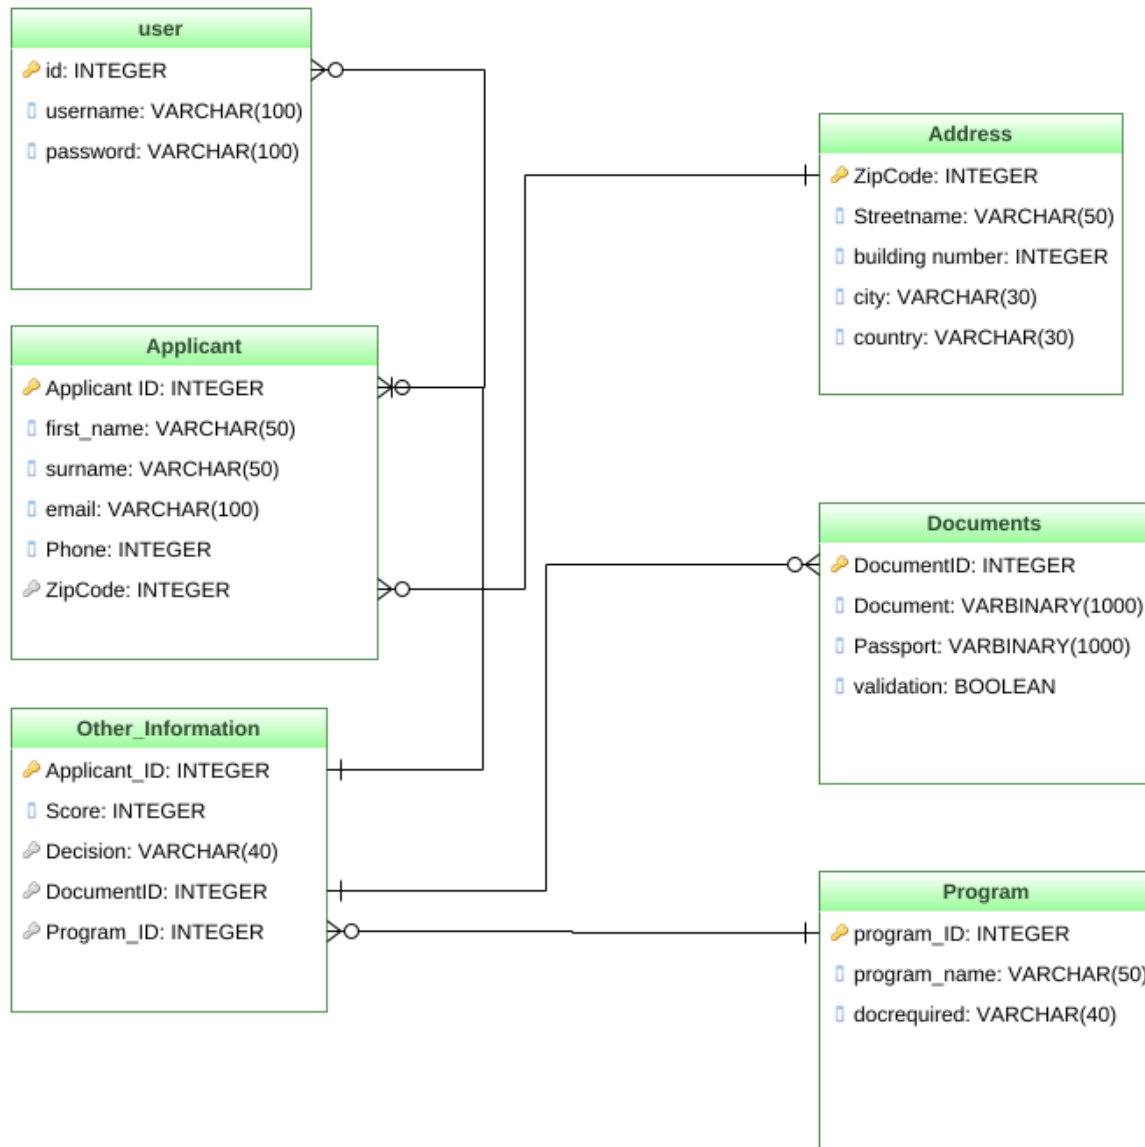 user
id: INTEGER
username: VARCHAR(100)
password: VARCHAR(100)
Address
ZipCode: INTEGER
Streetname: VARCHAR(50)
building number: INTEGER
city: VARCHAR(30)
country: VARCHAR(30)
Applicant
Applicant ID: INTEGER
first_name: VARCHAR(50)
surname: VARCHAR(50)
email: VARCHAR(100)
Phone: INTEGER
ZipCode: INTEGER
Documents
DocumentID: INTEGER
Document: VARBINARY(1000)
Passport: VARBINARY(1000)
validation: BOOLEAN
Other_Information
Applicant_ID: INTEGER
Score: INTEGER
Decision: VARCHAR(40)
DocumentID: INTEGER
Program_ID: INTEGER
Program
program_ID: INTEGER
program_name: VARCHAR(50)
docrequired: VARCHAR(40)